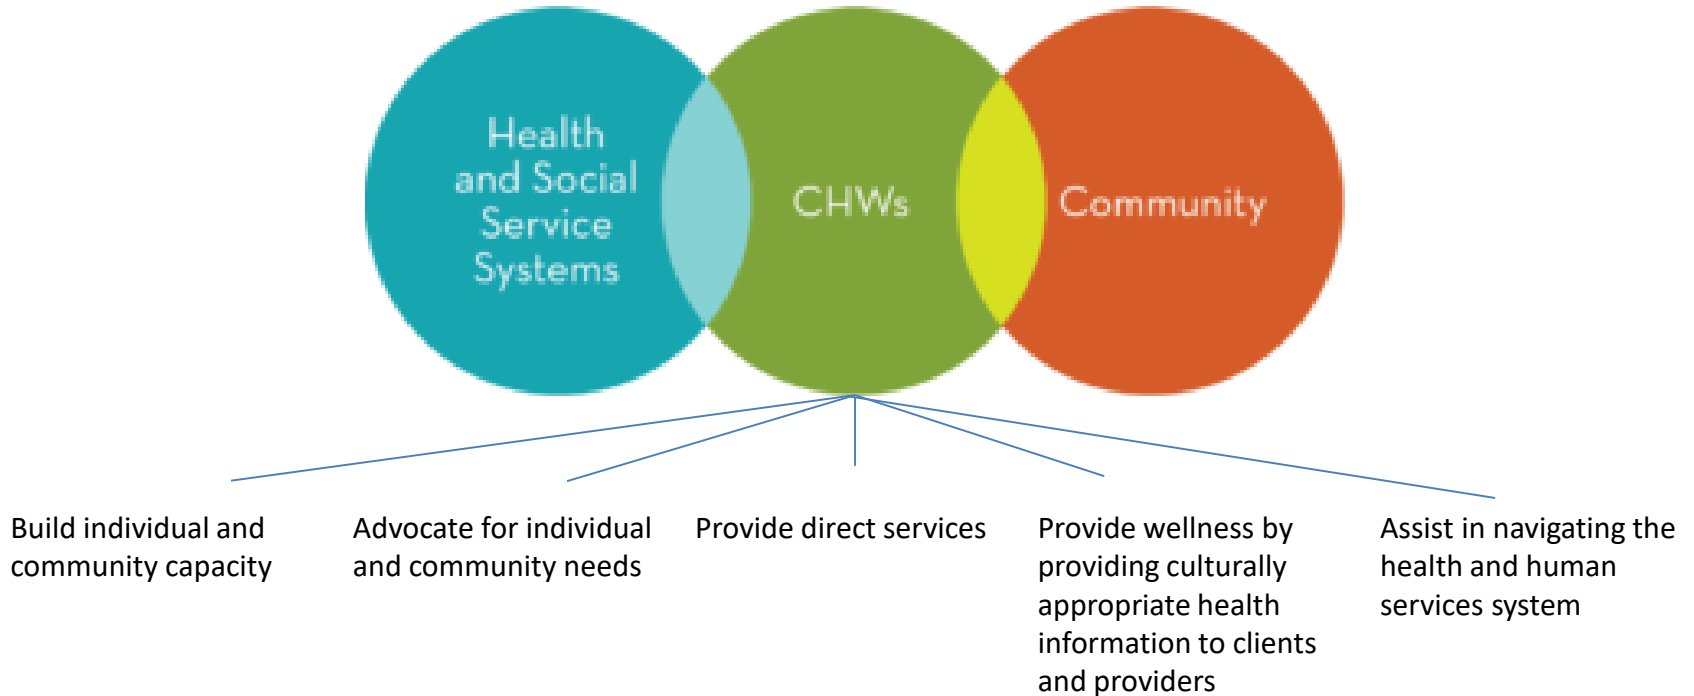 Health
and Social
Service
Systems
CHWs
Community
Build individual and
community capacity
Advocate for individual
and community needs
Provide direct services
Provide wellness by
providing culturally
appropriate health
information to clients
and providers
Assist in navigating the
health and human
services system